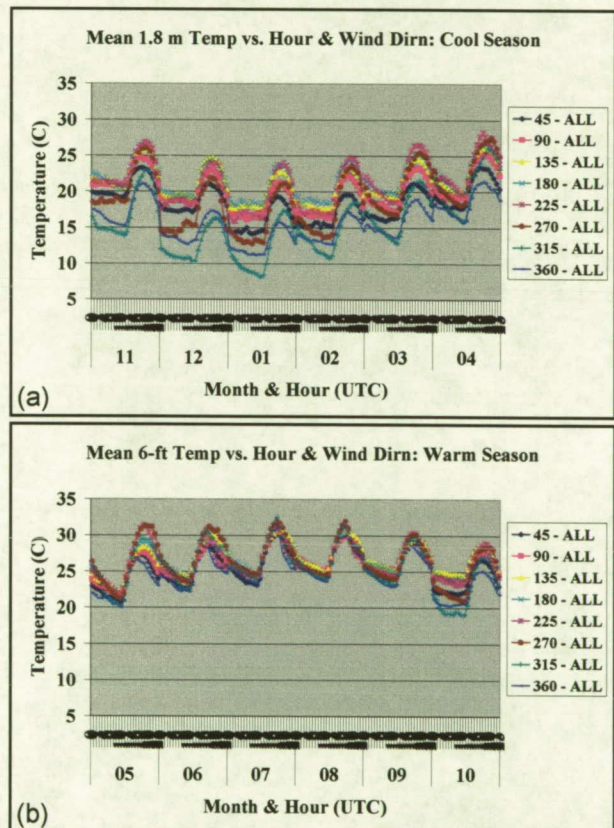 Mean 1.8 m Temp vs. Hour & Wind Dirn: Cool Season
35
30
25
20
15
10
5
Temperature (C)
11 12 01 02 03 04
Month & Hour (UTC)
45 - ALL
90 - ALL
135 - ALL
180 - ALL
225 - ALL
270 - ALL
315 - ALL
360 - ALL
(a)
Mean 6-ft Temp vs. Hour & Wind Dirn: Warm Season
35
30
25
20
15
10
5
Temperature (C)
05 06 07 08 09 10
Month & Hour (UTC)
45 - ALL
90 - ALL
135 - ALL
180 - ALL
225 - ALL
270 - ALL
315 - ALL
360 - ALL
(b)